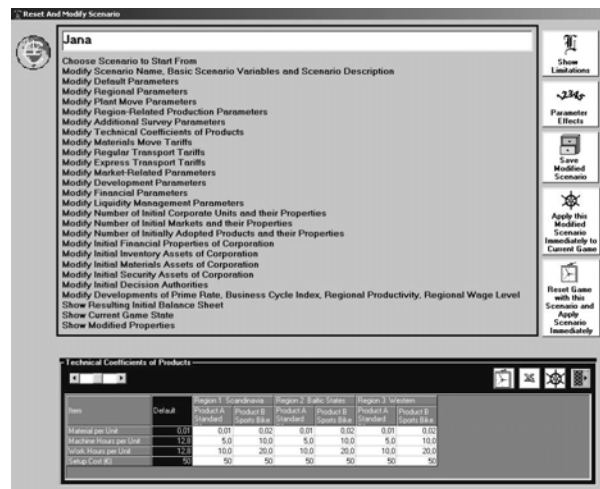 Reset And Modify Scenario
Jana
Choose Scenario to Start From
Modify Scenario Name, Basic Scenario Variables and Scenario Description
Modify Default Parameters
Modify Regional Parameters
Modify Plant Move Parameters
Modify Region-Related Production Parameters
Modify Additional Survey Parameters
Modify Technical Coefficients of Products
Modify Materials Move Tariffs
Modify Regular Transport Tariffs
Modify Express Transport Tariffs
Modify Market-Related Parameters
Modify Development Parameters
Modify Financial Parameters
Modify Liquidity Management Parameters
Modify Number of Initial Corporate Units and their Properties
Modify Number of Initial Markets and their Properties
Modify Number of Initially Adopted Products and their Properties
Modify Initial Financial Properties of Corporation
Modify Initial Inventory Assets of Corporation
Modify Initial Materials Assets of Corporation
Modify Initial Security Assets of Corporation
Modify Initial Decision Authorities
Modify Developments of Prime Rate, Business Cycle Index, Regional Productivity, Regional Wage Level
Show Resulting Initial Balance Sheet
Show Current Game State
Show Modified Properties
Show
Limitations
Parameter
Effects
Save
Modified
Scenario
Apply this
Modified
Scenario
Immediately to
Current Game
Reset Game
with this
Scenario and
Apply
Scenario
Immediately
Technical Coefficients of Products
Region 1 Scandinavia Region 2 Baltic States Region 3 Western
Item Default Product A Product B Product A Product B Product A Product B
Standard Sports Bike Standard Sports Bike Standard Sports Bike
Material per Unit 0,01 0,01 0,02 0,01 0,02 0,01 0,02
Machine Hours per Unit 12,8 5,0 10,0 5,0 10,0 5,0 10,0
Work Hours per Unit 12,8 10,0 20,0 10,0 20,0 10,0 20,0
Setup Cost (€) 50 50 50 50 50 50 50